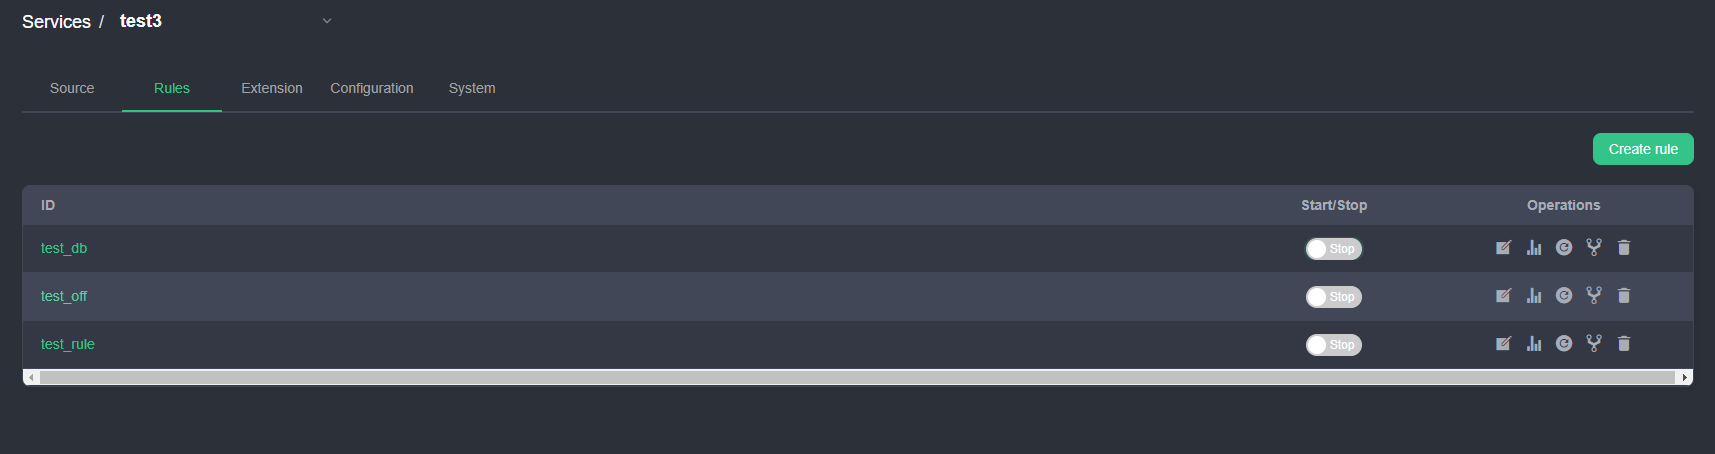 Services / test3
Source Rules Extension Configuration System
Create rule
ID Start/Stop Operations
test_db Stop
test_off Stop
test_rule Stop